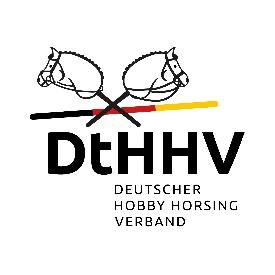 DtHHV
DEUTSCHER
HOBBY HORSING
VERBAND